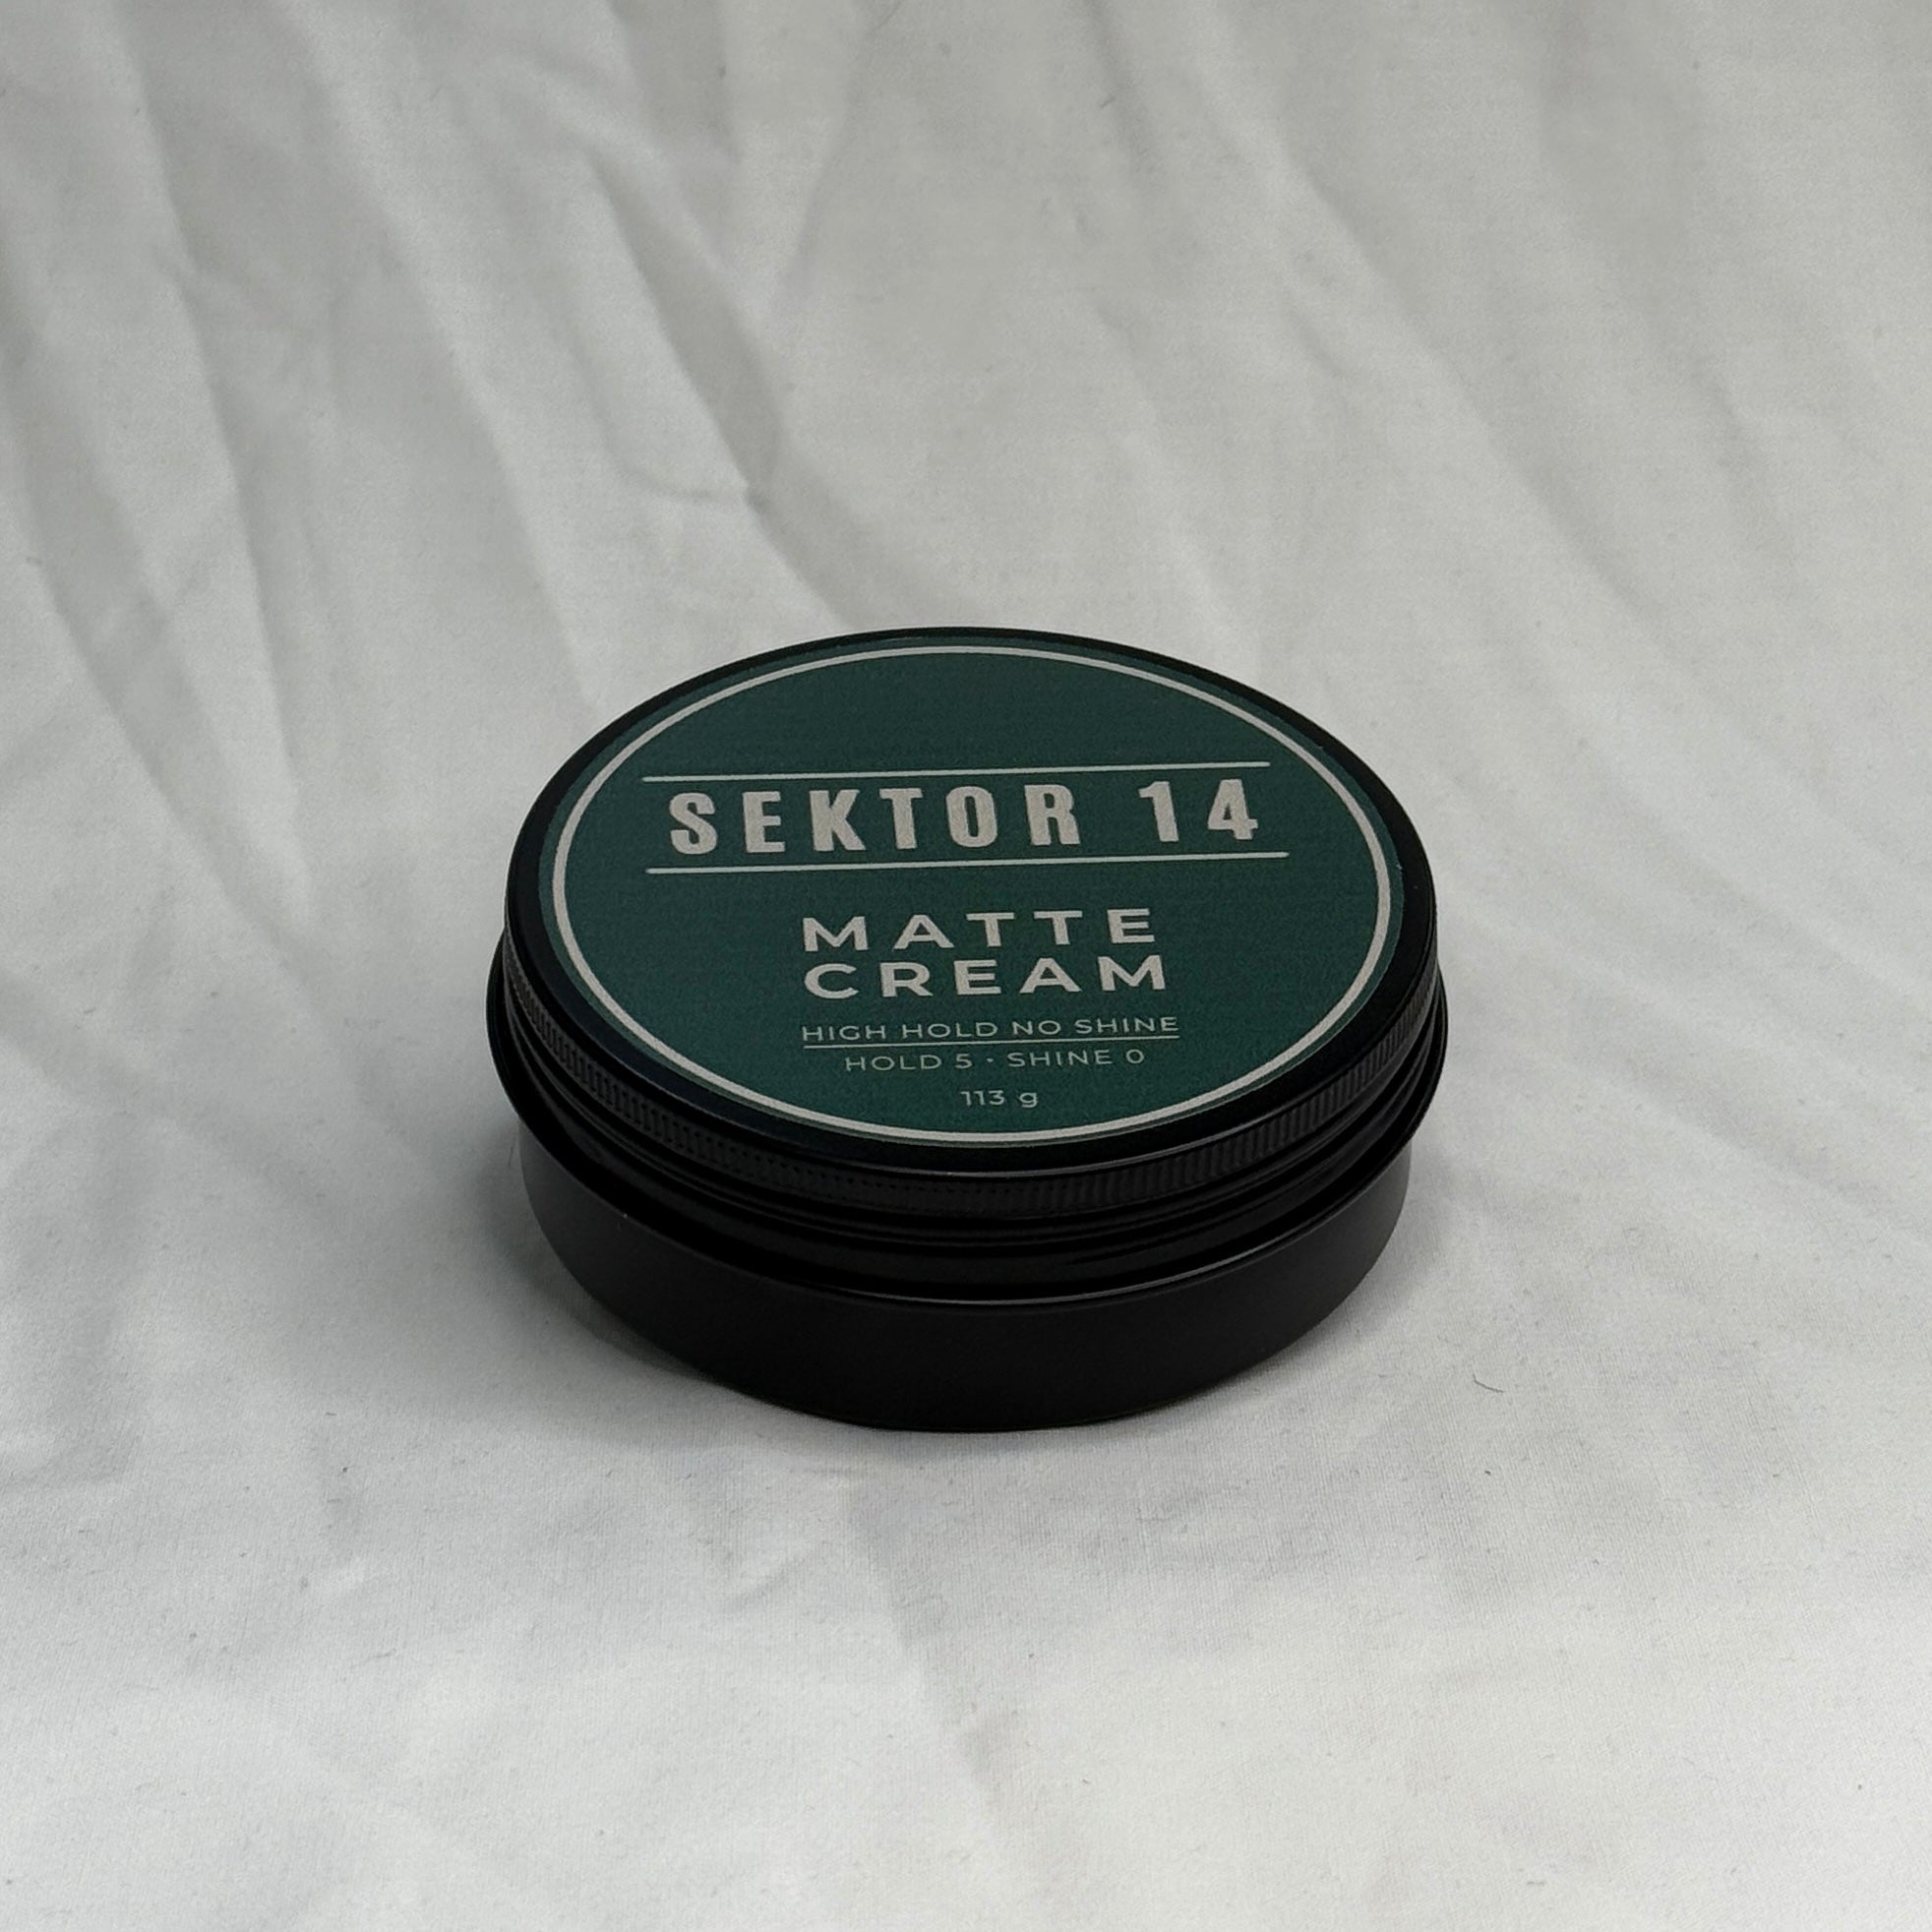 SEKTOR 14
MATTE
CREAM
HIGH HOLD NO SHINE
HOLD 5 · SHINE 0
113 g